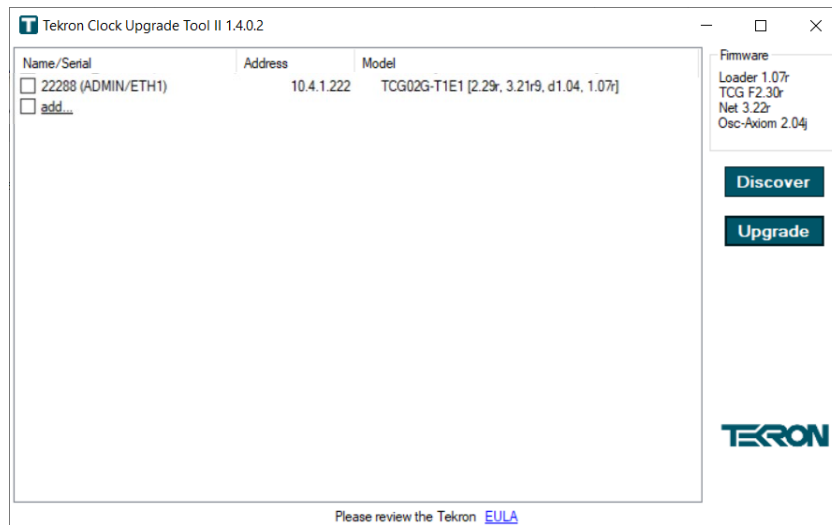 Tekron Clock Upgrade Tool II 1.4.0.2
Name/Serial Address Model
22288 (ADMIN/ETH1) 10.4.1.222 TCG02G-T1E1 [2.29r, 3.21r9, d1.04, 1.07r]
add...
Firmware
Loader 1.07r
TCG F2.30r
Net 3.22r
Osc-Axiom 2.04j
Discover
Upgrade
TEKRON
Please review the Tekron EULA